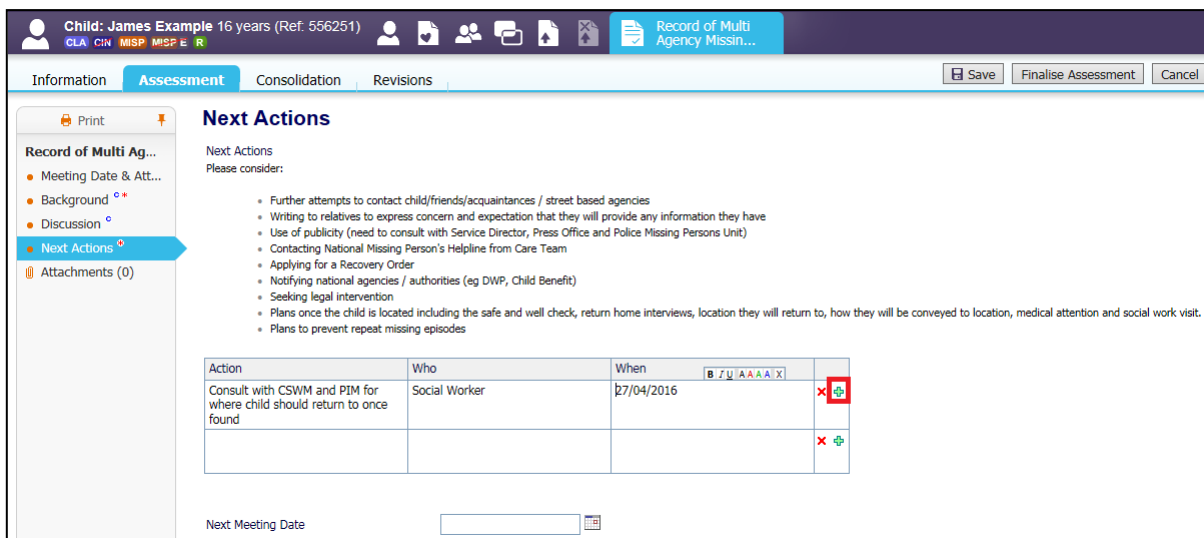 Child: James Example 16 years (Ref: 556251)
CLA CIN MISP MISP E R
Record of Multi
Agency Missin...
Information Assessment Consolidation Revisions
Save Finalise Assessment Cancel
Print
Record of Multi Ag...
Meeting Date & Att...
Background c *
Discussion c
Next Actions *
Attachments (0)
Next Actions
Next Actions
Please consider:
Further attempts to contact child/friends/acquaintances / street based agencies
Writing to relatives to express concern and expectation that they will provide any information they have
Use of publicity (need to consult with Service Director, Press Office and Police Missing Persons Unit)
Contacting National Missing Person's Helpline from Care Team
Applying for a Recovery Order
Notifying national agencies / authorities (eg DWP, Child Benefit)
Seeking legal intervention
Plans once the child is located including the safe and well check, return home interviews, location they will return to, how they will be conveyed to location, medical attention and social work visit.
Plans to prevent repeat missing episodes
Action Who When B I U A A A A X
Consult with CSWM and PIM for Social Worker 27/04/2016
where child should return to once
found
Next Meeting Date